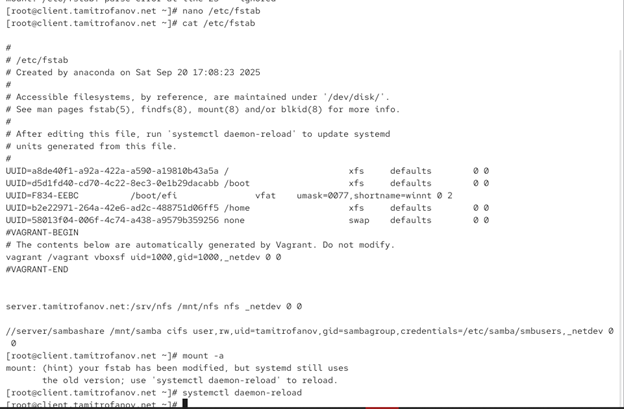 [root@client.tamitrofanov.net ~]# nano /etc/fstab
[root@client.tamitrofanov.net ~]# cat /etc/fstab
#
# /etc/fstab
# Created by anaconda on Sat Sep 20 17:08:23 2025
#
# Accessible filesystems, by reference, are maintained under '/dev/disk/'.
# See man pages fstab(5), findfs(8), mount(8) and/or blkid(8) for more info.
#
# After editing this file, run 'systemctl daemon-reload' to update systemd
# units generated from this file.
#
UUID=a8de40f1-a92a-422a-a590-a19810b43a5a / xfs defaults 0 0
UUID=d5d1fd40-cd70-4c22-8ec3-0e1b29dacabb /boot xfs defaults 0 0
UUID=F834-EEBC /boot/efi vfat umask=0077,shortname=winnt 0 2
UUID=b2e22971-264a-42e6-ad2c-488751d06ff5 /home xfs defaults 0 0
UUID=58013f04-006f-4c74-a438-a9579b359256 none swap defaults 0 0
#VAGRANT-BEGIN
# The contents below are automatically generated by Vagrant. Do not modify.
vagrant /vagrant vboxsf uid=1000,gid=1000,_netdev 0 0
#VAGRANT-END
server.tamitrofanov.net:/srv/nfs /mnt/nfs nfs _netdev 0 0
//server/sambashare /mnt/samba cifs user,rw,uid=tamitrofanov,gid=sambagroup,credentials=/etc/samba/smbusers,_netdev 0
0
[root@client.tamitrofanov.net ~]# mount -a
mount: (hint) your fstab has been modified, but systemd still uses
the old version; use 'systemctl daemon-reload' to reload.
[root@client.tamitrofanov.net ~]# systemctl daemon-reload
[root@client.tamitrofanov.net ~]#